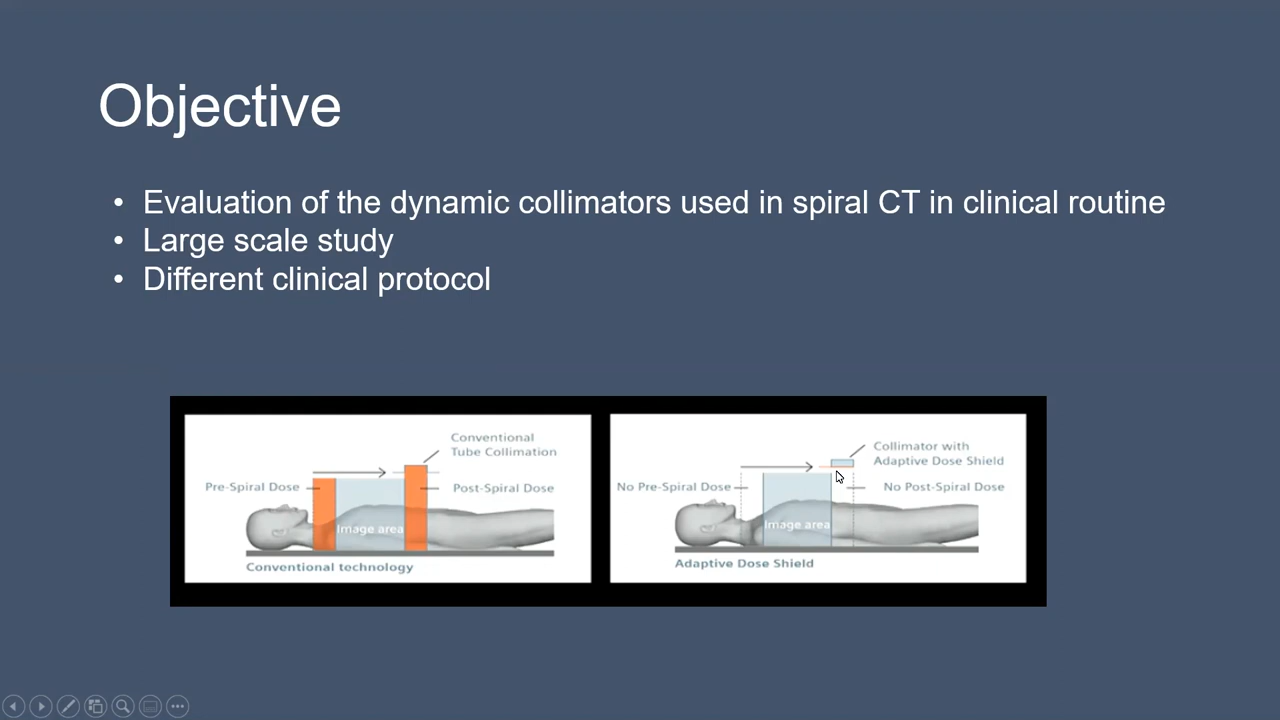 Objective
• Evaluation of the dynamic collimators used in spiral CT in clinical routine
• Large scale study
• Different clinical protocol
Conventional
Tube Collimation
Pre-Spiral Dose
Post-Spiral Dose
Image area
Conventional technology
Collimator with
Adaptive Dose Shield
No Pre-Spiral Dose
No Post-Spiral Dose
Image area
Adaptive Dose Shield